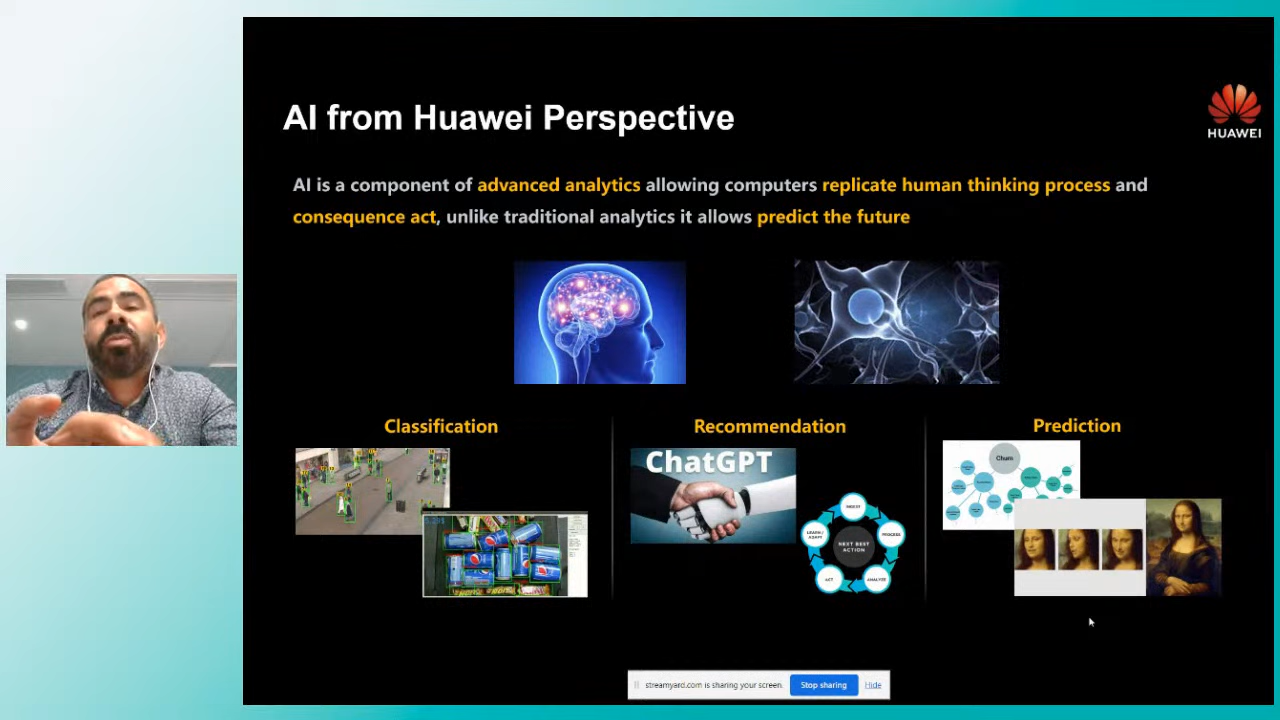 AI from Huawei Perspective
HUAWEI
AI is a component of advanced analytics allowing computers replicate human thinking process and
consequence act, unlike traditional analytics it allows predict the future
Classification
Recommendation
Prediction
ChatGPT
INGEST
PROCESS
ANALYZE
ACT
LEARN /
ADAPT
NEXT BEST
ACTION
Churn
streamyard.com is sharing your screen.
Stop sharing
Hide